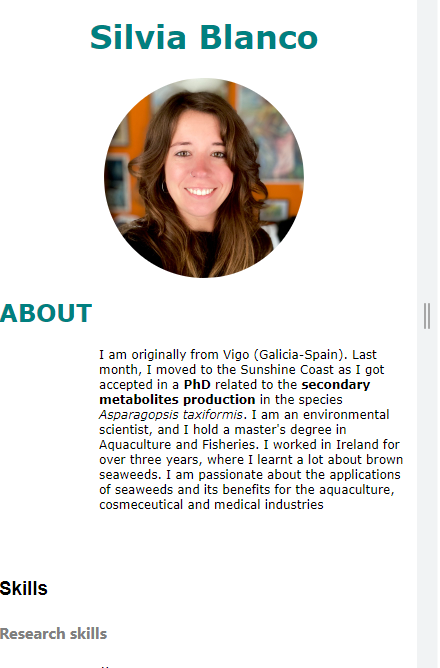 Silvia Blanco
ABOUT
I am originally from Vigo (Galicia-Spain). Last
month, I moved to the Sunshine Coast as I got
accepted in a PhD related to the secondary
metabolites production in the species
Asparagopsis taxiformis. I am an environmental
scientist, and I hold a master's degree in
Aquaculture and Fisheries. I worked in Ireland for
over three years, where I learnt a lot about brown
seaweeds. I am passionate about the applications
of seaweeds and its benefits for the aquaculture,
cosmeceutical and medical industries
Skills
Research skills